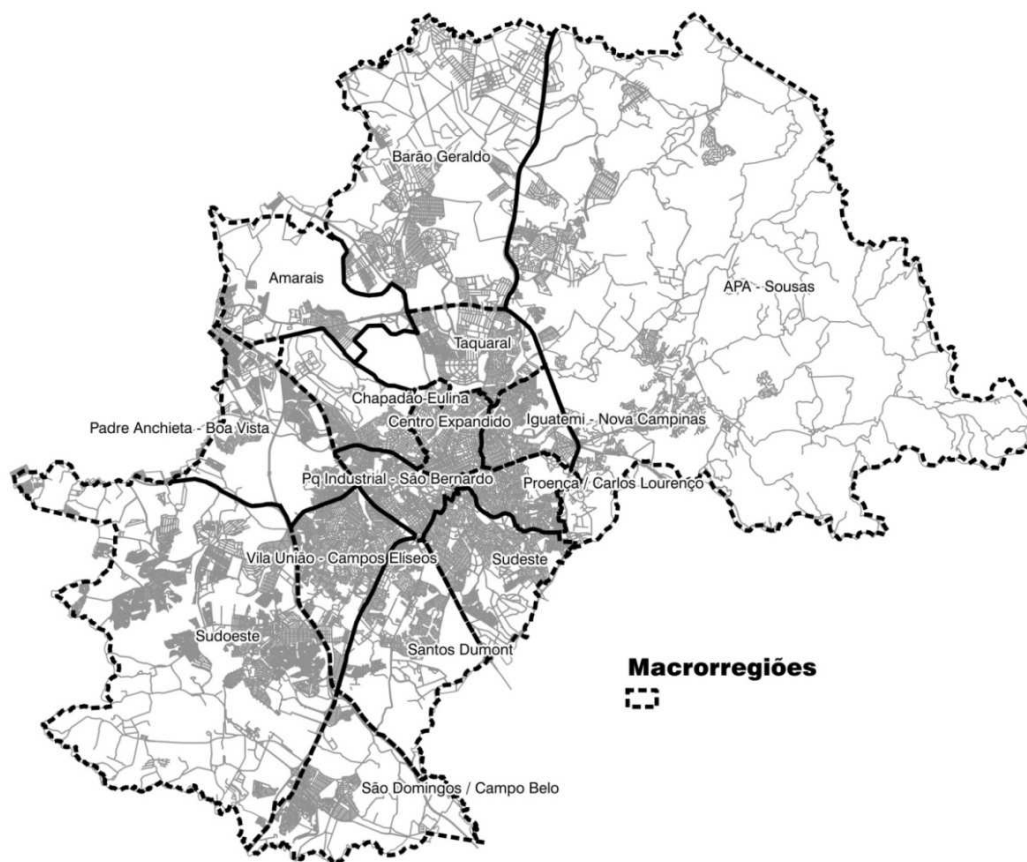 Barão Geraldo
Amarais
APA - Sousas
Taquaral
Chapadão-Eulina
Centro Expandido
Iguatemi - Nova Campinas
Padre Anchieta - Boa Vista
Pq Industrial - São Bernardo
Proença / Carlos Lourenço
Vila União - Campos Eliseos
Sudeste
Sudoeste
Santos Dumont
Macrorregiões
São Domingos / Campo Belo